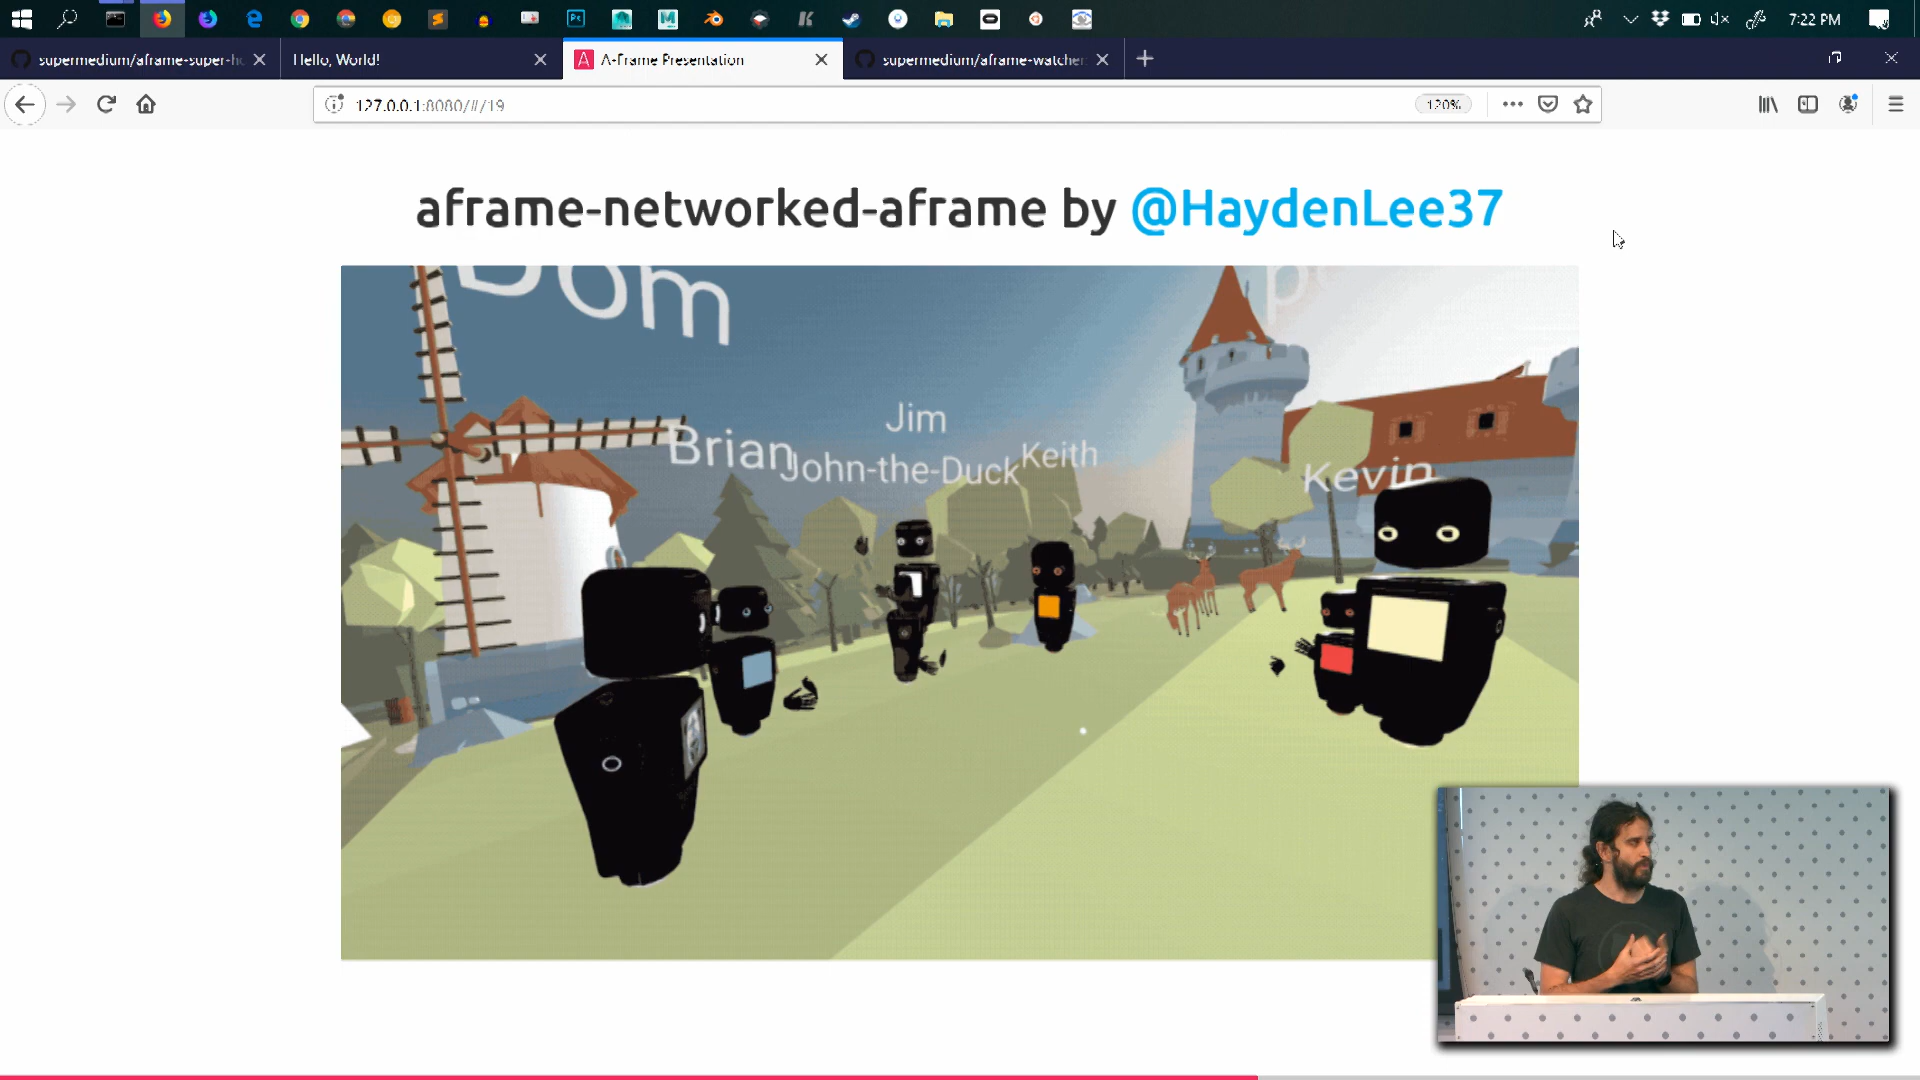 7:22 PM
supermedium/aframe-super-h
Hello, World!
A-Frame Presentation
supermedium/aframe-watcher
127.0.0.1:8080/#/19
120%
aframe-networked-aframe by @HaydenLee37
Dom
Jim
Brian
John-the-Duck
Keith
Kevin